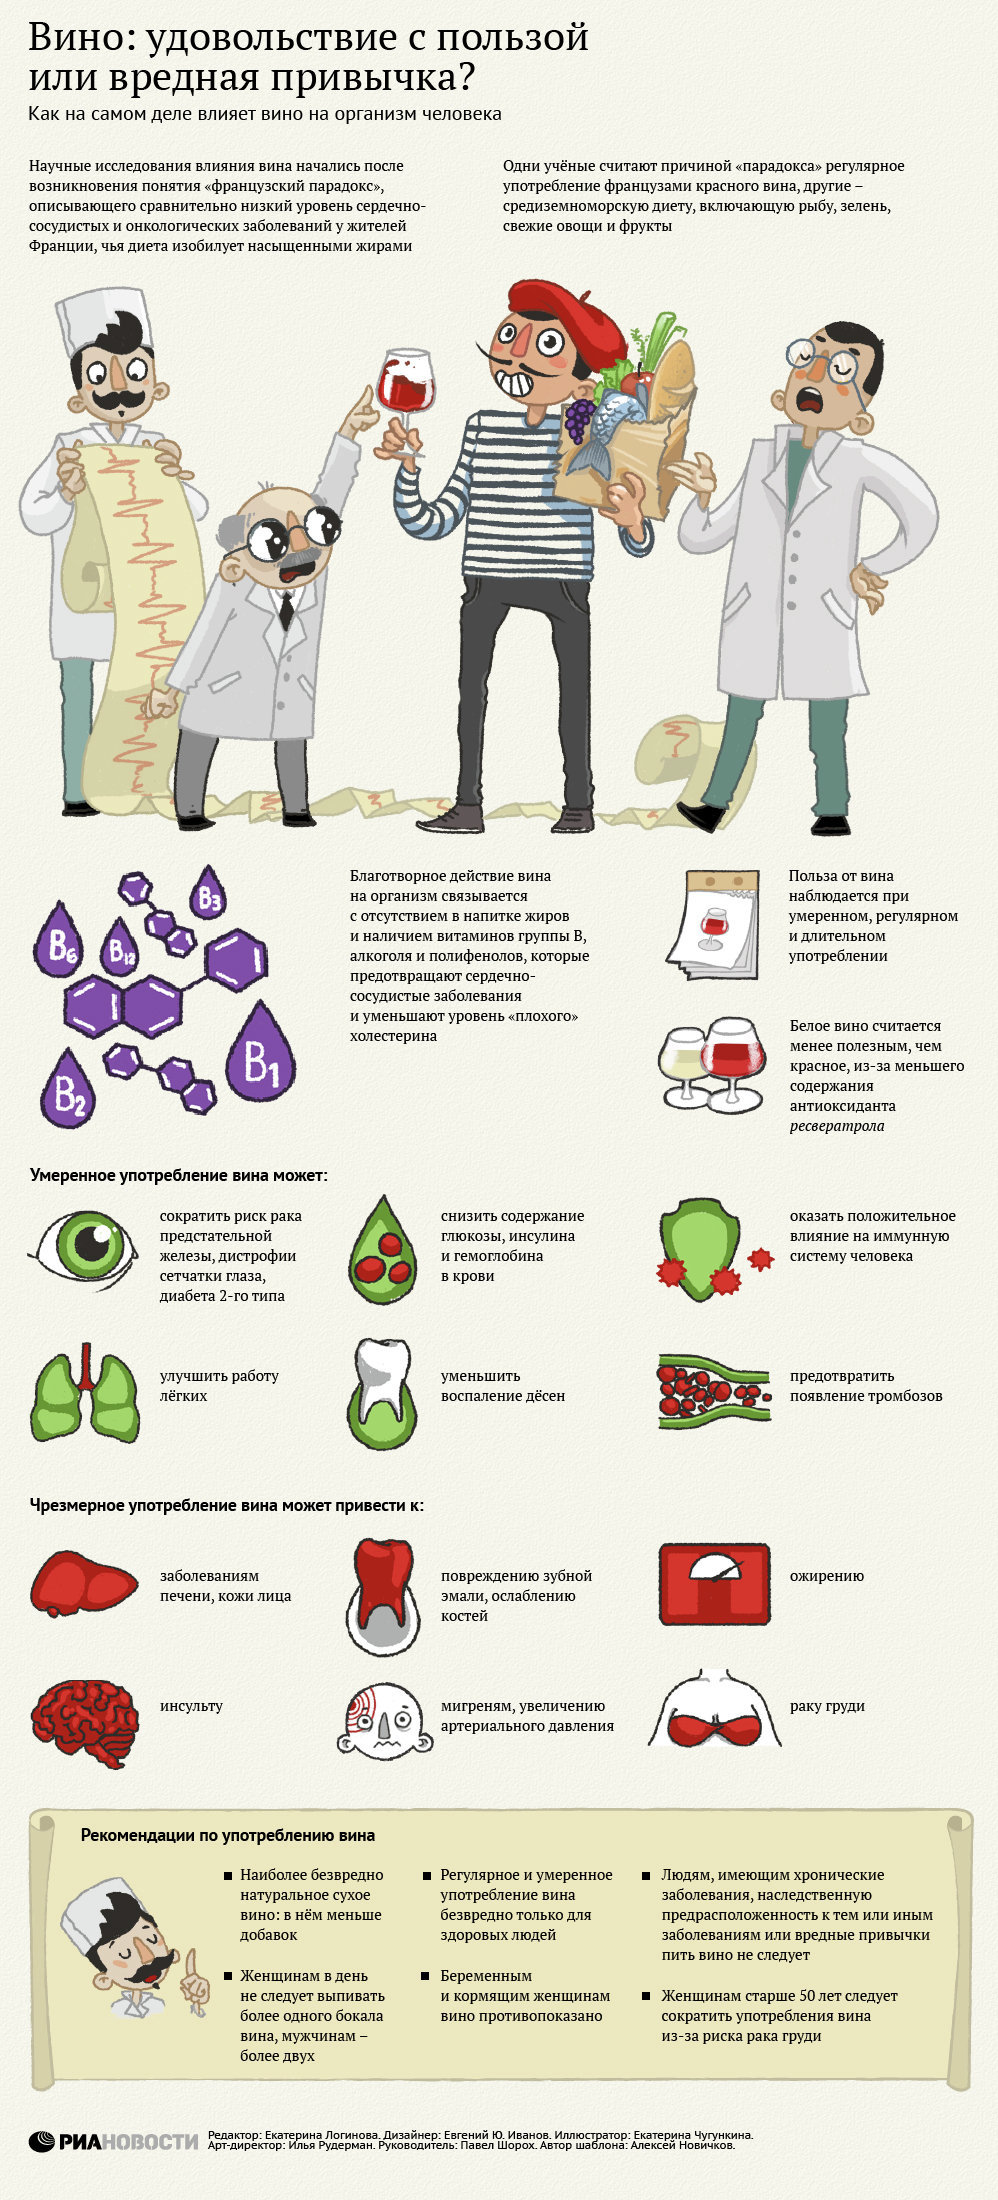 Вино: удовольствие с пользой
или вредная привычка?
Как на самом деле влияет вино на организм человека
Научные исследования влияния вина начались после
возникновения понятия «французский парадокс»,
описывающего сравнительно низкий уровень сердечно-
сосудистых и онкологических заболеваний у жителей
Франции, чья диета изобилует насыщенными жирами
Одни учёные считают причиной «парадокса» регулярное
употребление французами красного вина, другие –
средиземноморскую диету, включающую рыбу, зелень,
свежие овощи и фрукты
B3
B6
B12
B1
B2
Благотворное действие вина
на организм связывается
с отсутствием в напитке жиров
и наличием витаминов группы B,
алкоголя и полифенолов, которые
предотвращают сердечно-
сосудистые заболевания
и уменьшают уровень «плохого»
холестерина
Польза от вина
наблюдается при
умеренном, регулярном
и длительном
употреблении
Белое вино считается
менее полезным, чем
красное, из-за меньшего
содержания
антиоксиданта
ресвератрола
Умеренное употребление вина может:
сократить риск рака
предстательной
железы, дистрофии
сетчатки глаза,
диабета 2-го типа
снизить содержание
глюкозы, инсулина
и гемоглобина
в крови
оказать положительное
влияние на иммунную
систему человека
улучшить работу
лёгких
уменьшить
воспаление дёсен
предотвратить
появление тромбозов
Чрезмерное употребление вина может привести к:
заболеваниям
печени, кожи лица
повреждению зубной
эмали, ослаблению
костей
ожирению
инсульту
мигреням, увеличению
артериального давления
раку груди
Рекомендации по употреблению вина
Наиболее безвредно
натуральное сухое
вино: в нём меньше
добавок
Женщинам в день
не следует выпивать
более одного бокала
вина, мужчинам –
более двух
Регулярное и умеренное
употребление вина
безвредно только для
здоровых людей
Беременным
и кормящим женщинам
вино противопоказано
Людям, имеющим хронические
заболевания, наследственную
предрасположенность к тем или иным
заболеваниям или вредные привычки
пить вино не следует
Женщинам старше 50 лет следует
сократить употребления вина
из-за риска рака груди
РИАНОВОСТИ
Редактор: Екатерина Логинова. Дизайнер: Евгений Ю. Иванов. Иллюстратор: Екатерина Чугункина.
Арт-директор: Илья Рудерман. Руководитель: Павел Шорох. Автор шаблона: Алексей Новичков.